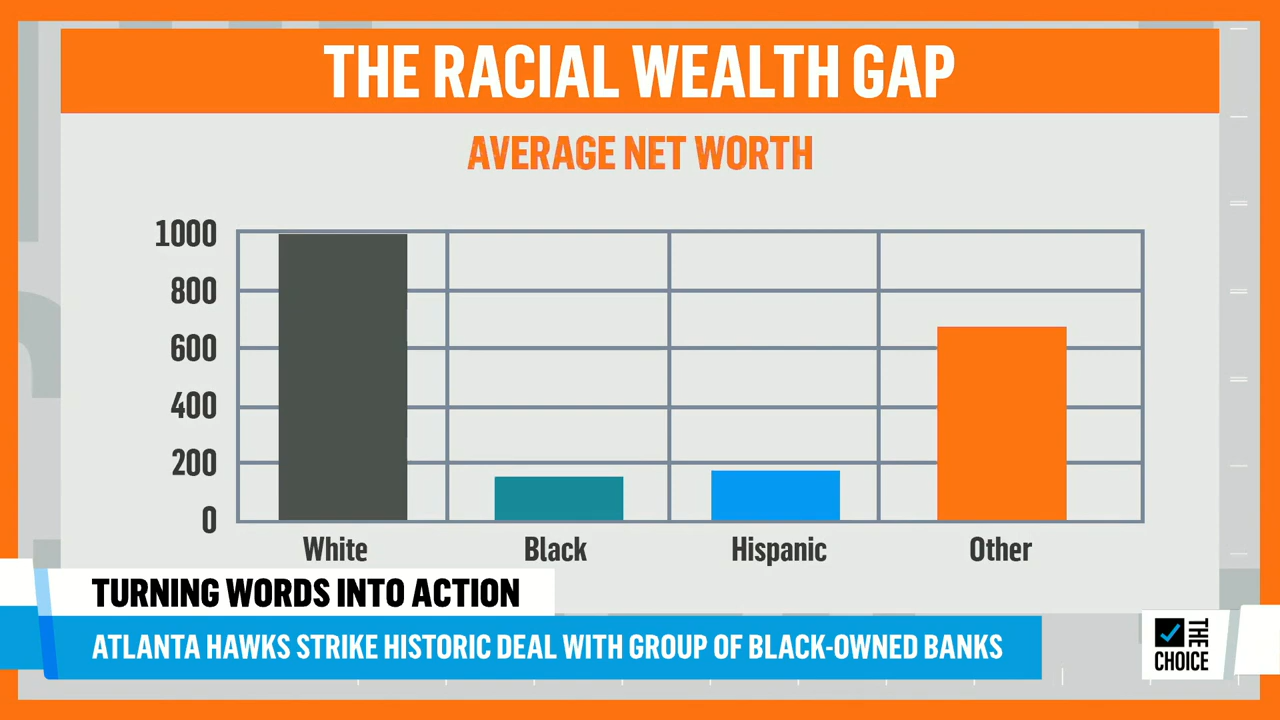 THE RACIAL WEALTH GAP
AVERAGE NET WORTH
1000
800
600
400
200
0
White Black Hispanic Other
TURNING WORDS INTO ACTION
ATLANTA HAWKS STRIKE HISTORIC DEAL WITH GROUP OF BLACK-OWNED BANKS
THE
CHOICE